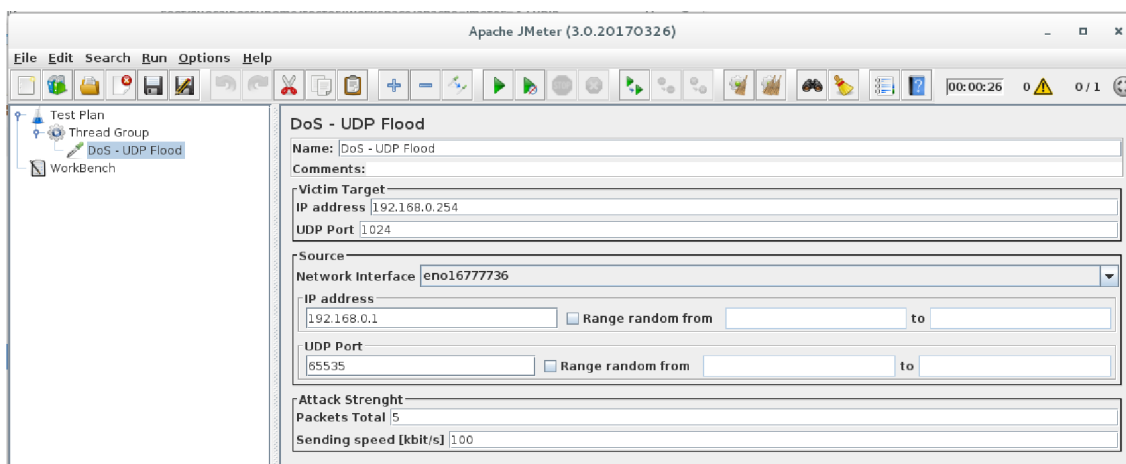 Apache JMeter (3.0.20170326)
File Edit Search Run Options Help
00:00:26 0 0 / 1
Test Plan
Thread Group
DoS - UDP Flood
WorkBench
DoS - UDP Flood
Name: DoS - UDP Flood
Comments:
Victim Target
IP address 192.168.0.254
UDP Port 1024
Source
Network Interface eno16777736
IP address
192.168.0.1 Range random from to
UDP Port
65535 Range random from to
Attack Strenght
Packets Total 5
Sending speed [kbit/s] 100